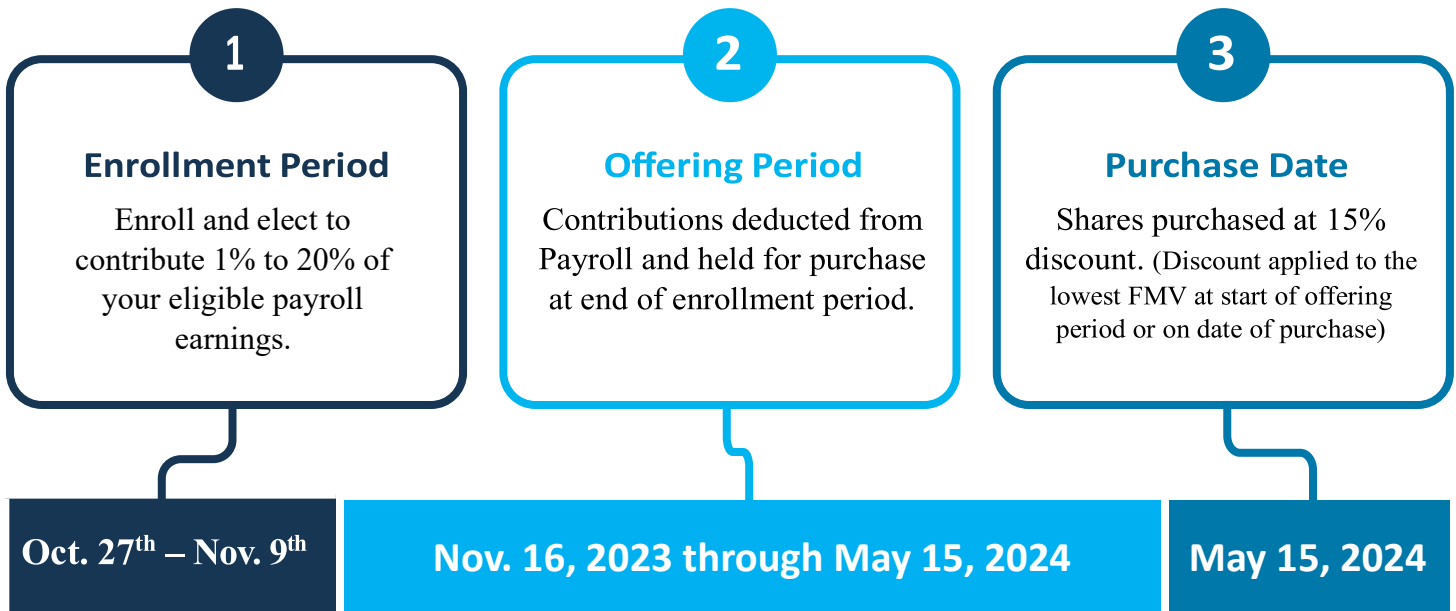 1
Enrollment Period
Enroll and elect to
contribute 1% to 20% of
your eligible payroll
earnings.
2
Offering Period
Contributions deducted from
Payroll and held for purchase
at end of enrollment period.
3
Purchase Date
Shares purchased at 15%
discount. (Discount applied to the
lowest FMV at start of offering
period or on date of purchase)
Oct. 27th – Nov. 9th
Nov. 16, 2023 through May 15, 2024
May 15, 2024